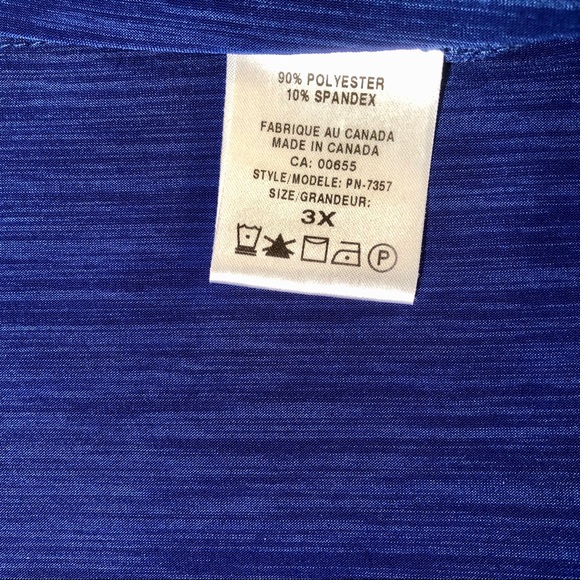 90% POLYESTER
10% SPANDEX
FABRIQUE AU CANADA
MADE IN CANADA
CA: 00655
STYLE/MODELE: PN-7357
SIZE/GRANDEUR:
3X
P